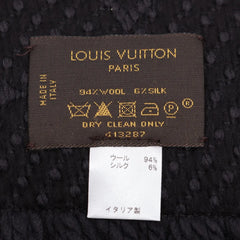 LOUIS VUITTON
PARIS
MADE IN
ITALY
94%WOOL 6%SILK
DRY CLEAN ONLY
413287
ウール 94%
シルク 6%
イタリア製